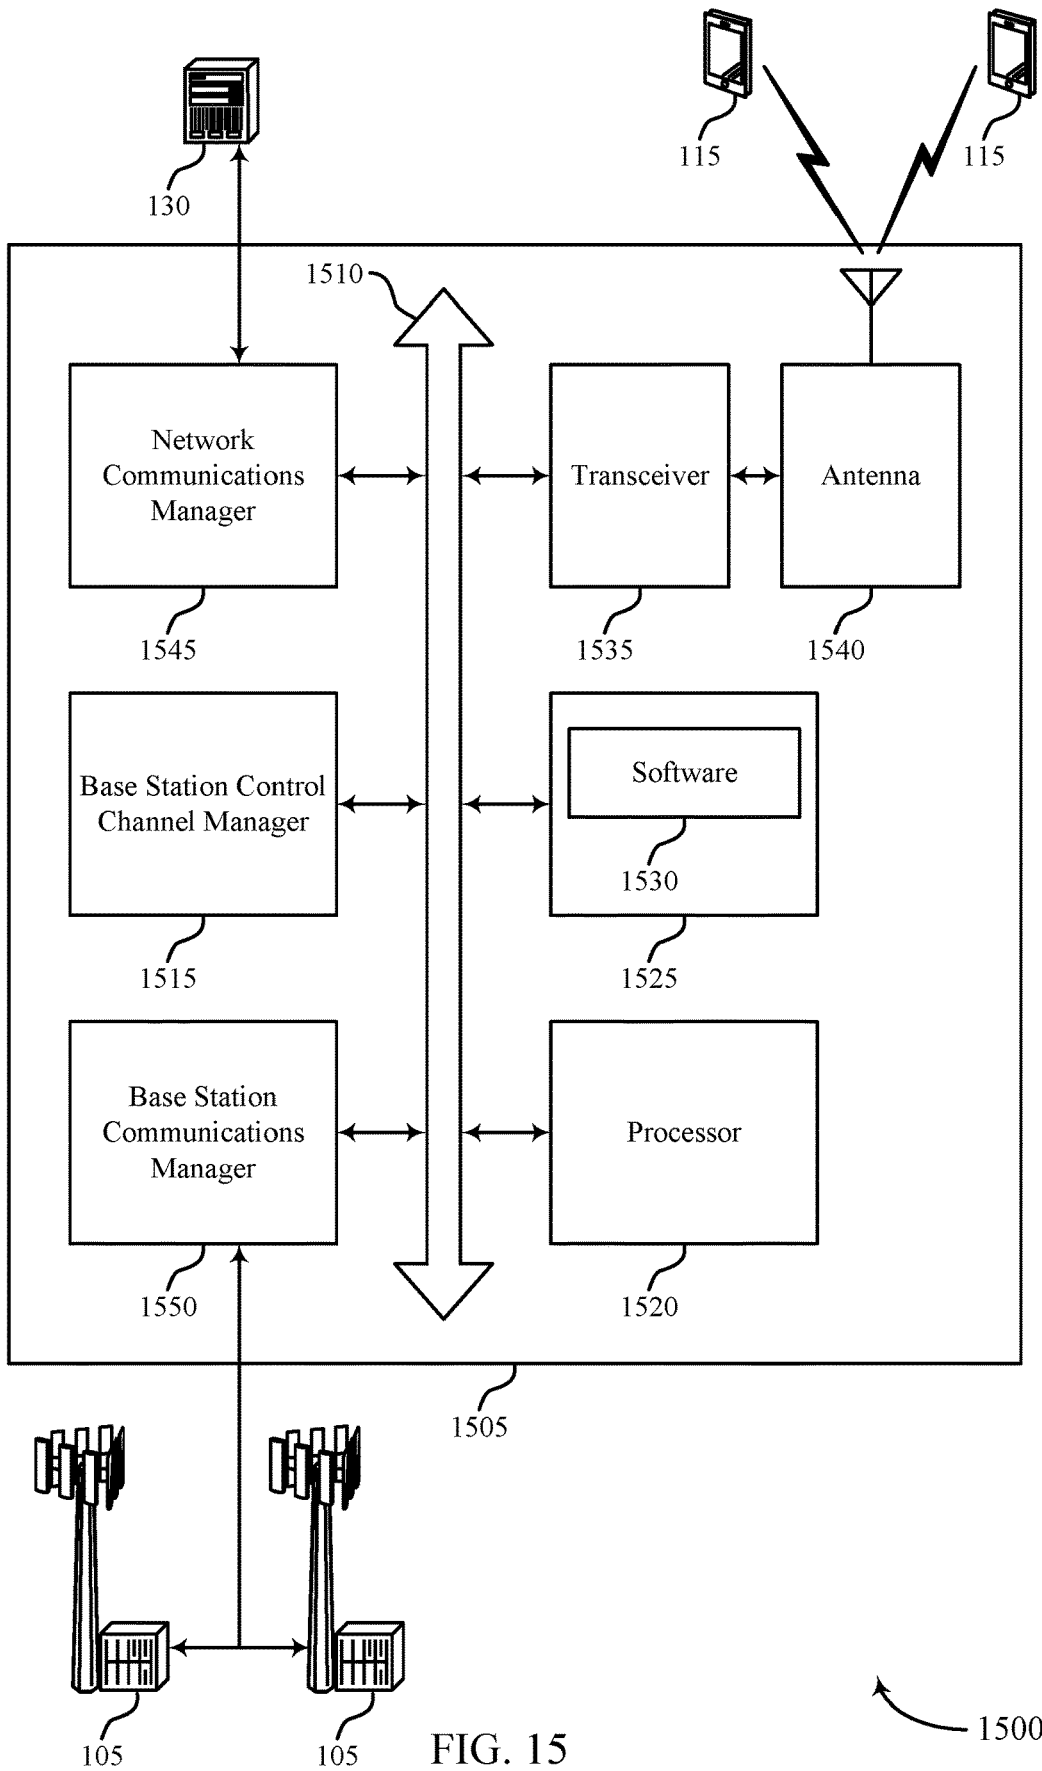 115
115
130
1510
Network
Communications
Manager
Transceiver
Antenna
1545
1535
1540
Base Station Control
Channel Manager
Software
1530
1515
1525
Base Station
Communications
Manager
Processor
1550
1520
1505
105
105
FIG. 15
1500